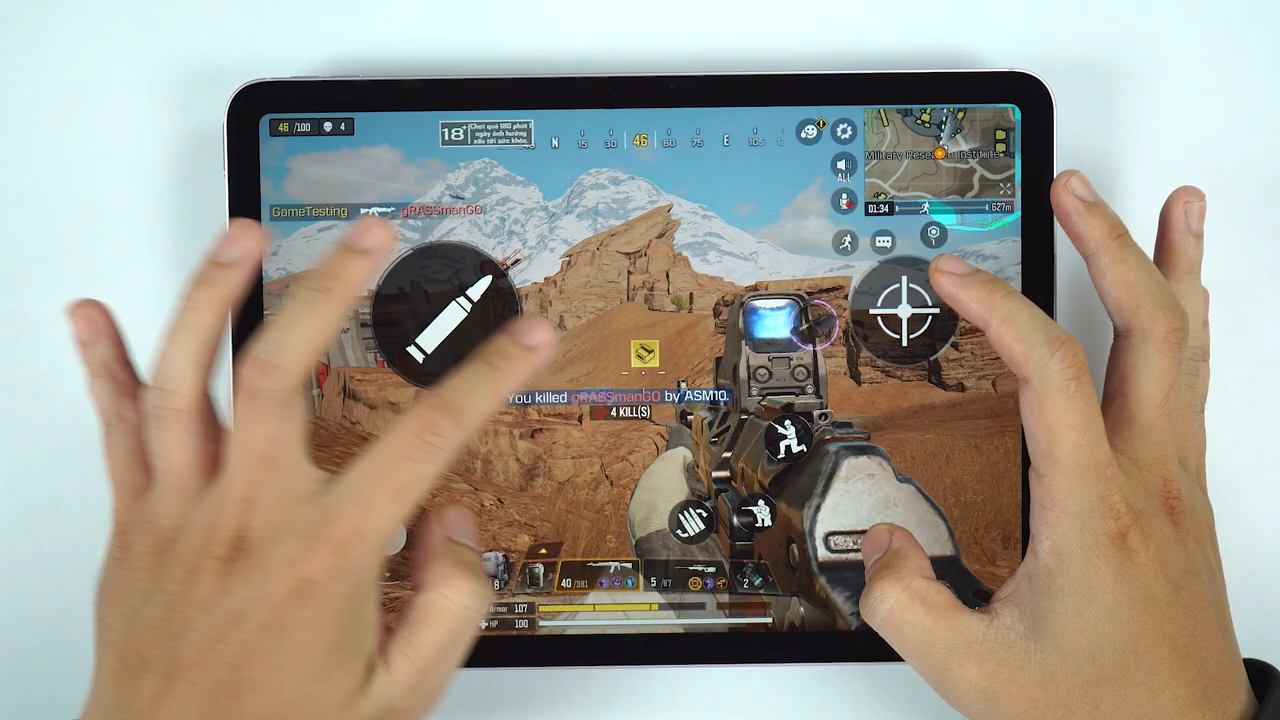 46 /100 4
18+
Chơi quá 180 phút 1
ngày ảnh hưởng
xấu tới sức khỏe.
N 15 30 46 60 75 E 105
ALL
Military Research Institute
01:34 627m
GameTesting gRASSmanGO
You killed gRASSmanGO by ASM10.
4 KILL(S)
8 40 /381 5 /67 2
Armor 107
HP 100